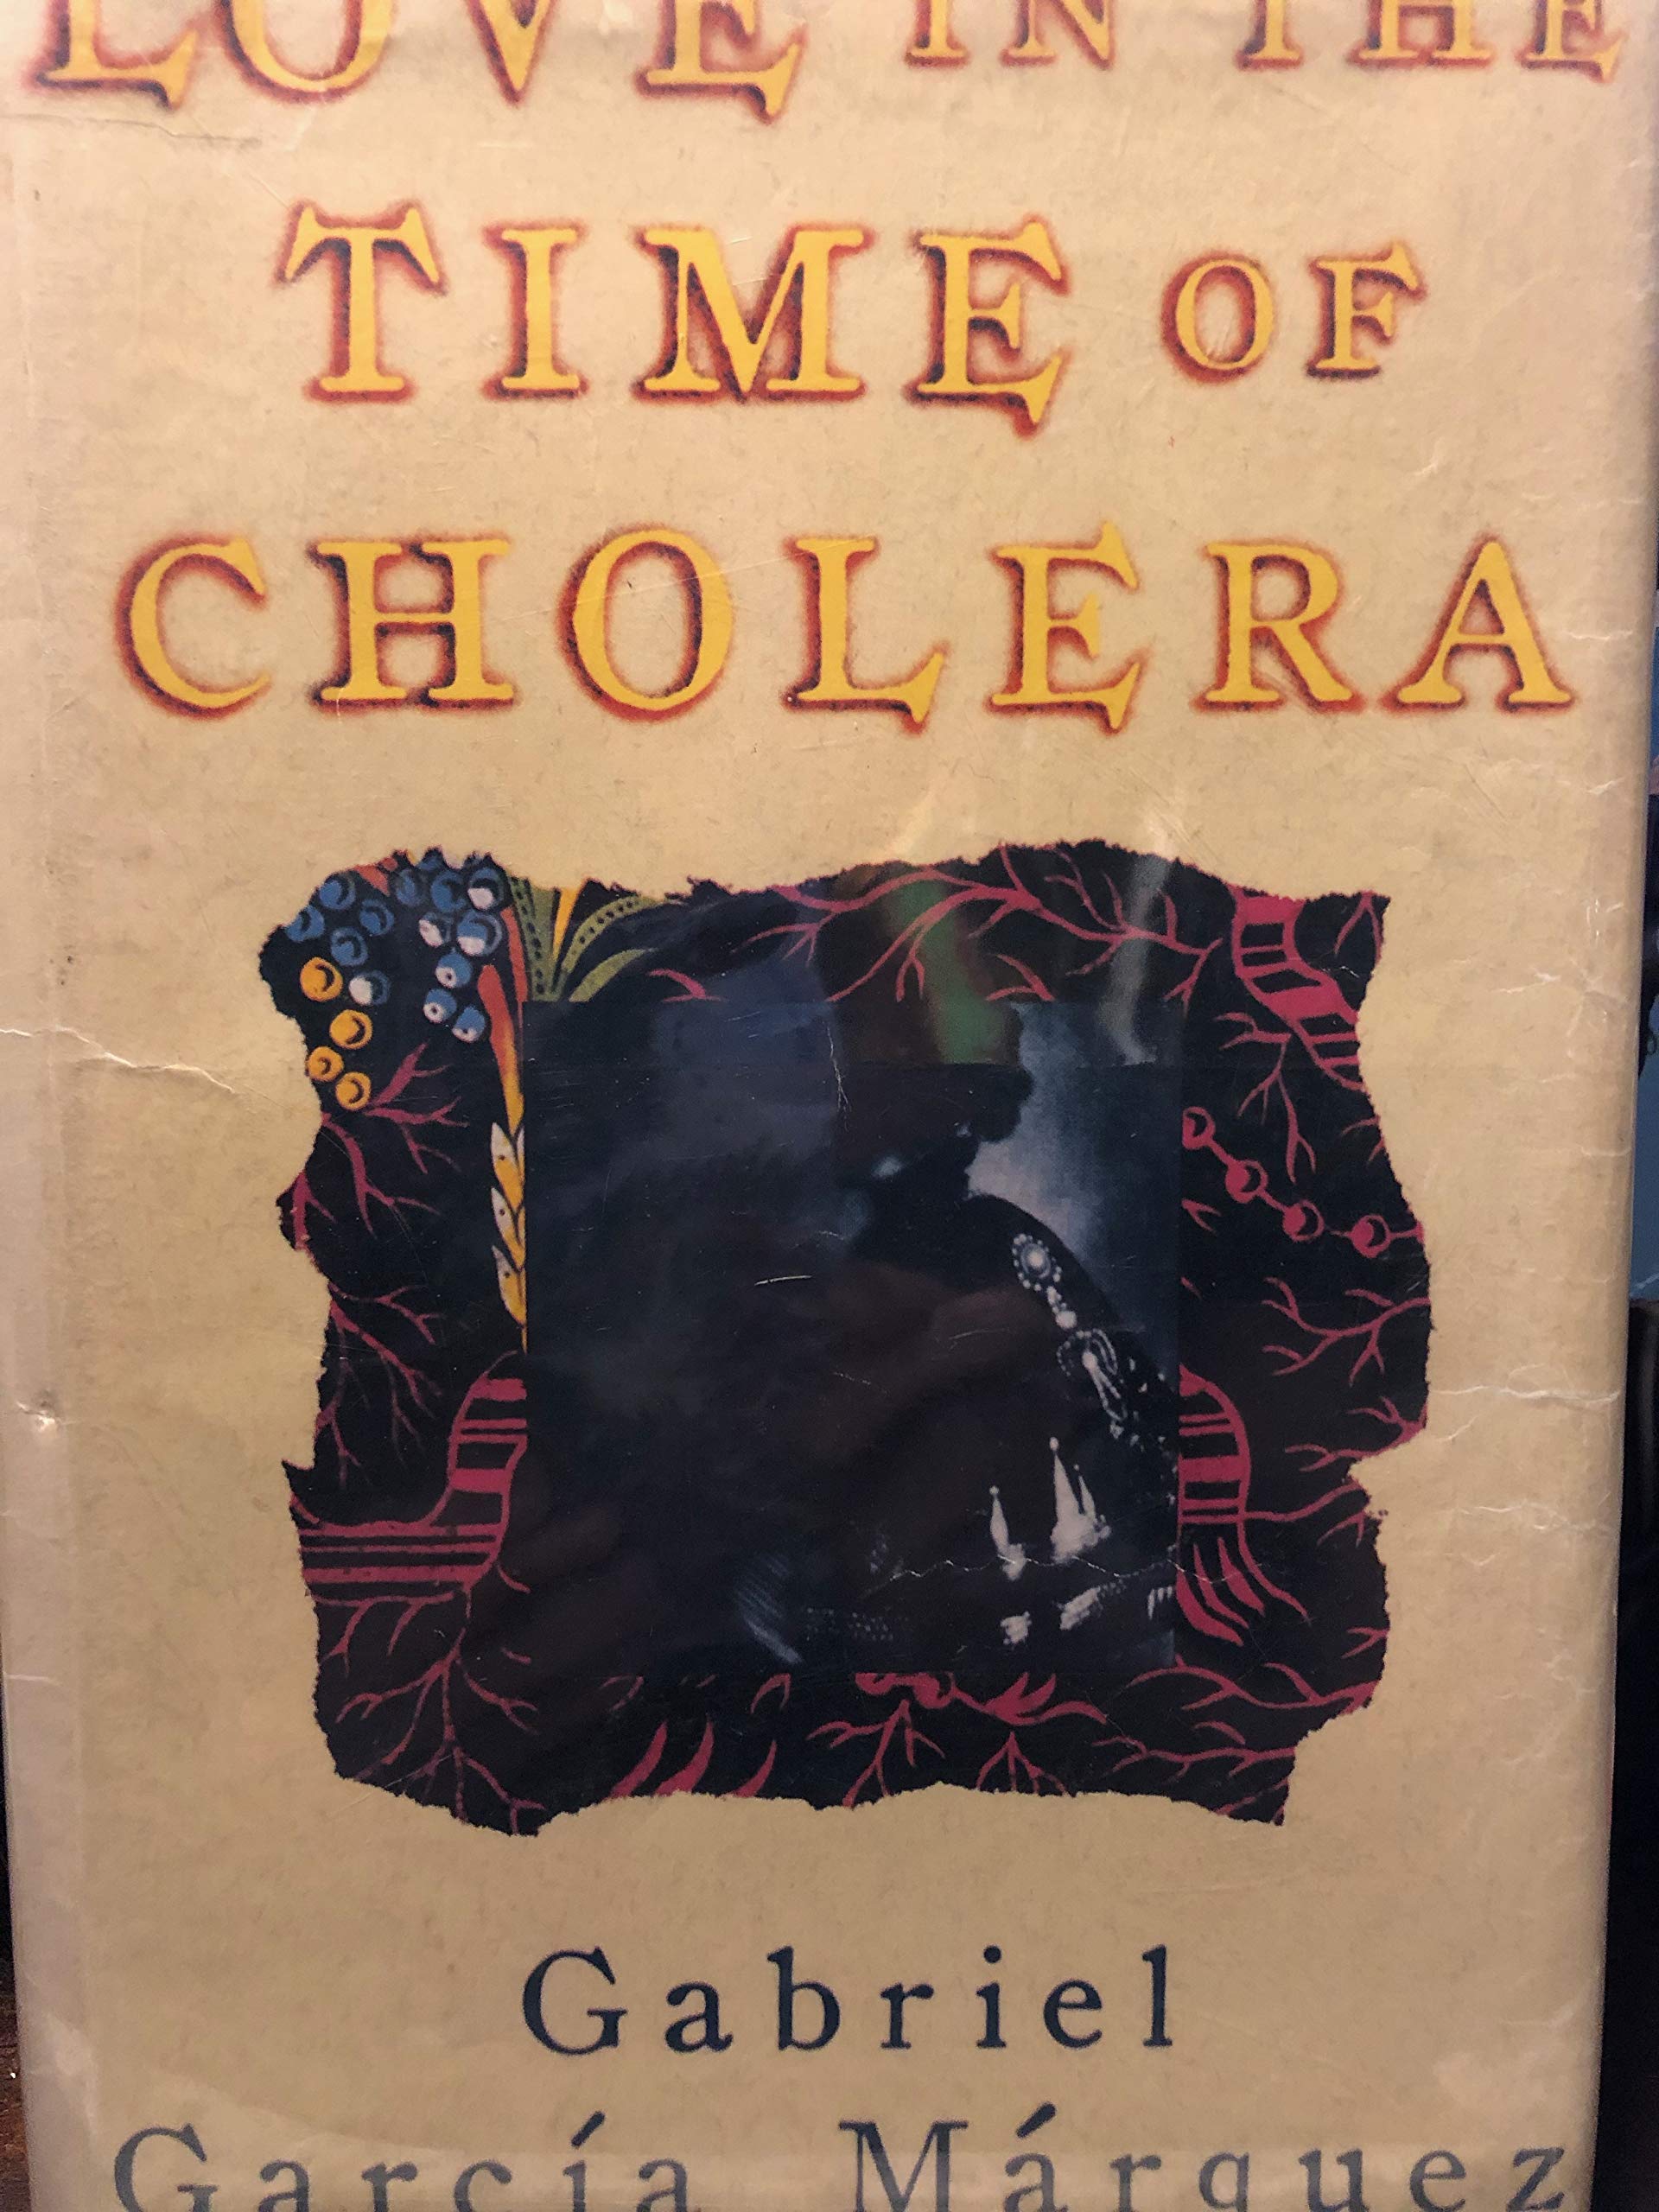 LOVE IN THE
TIME OF
CHOLERA
Gabriel
García Márquez